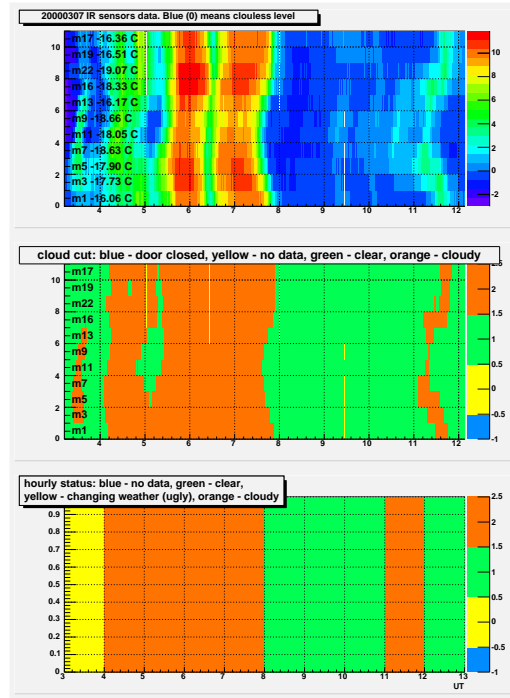 20000307 IR sensors data. Blue (0) means clouless level
m17 -16.36 C
m19 -16.51 C
m22 -19.07 C
m16 -18.33 C
m13 -16.17 C
m9 -18.66 C
m11 -18.05 C
m7 -18.63 C
m5 -17.90 C
m3 -17.73 C
m1 -16.06 C
10
8
6
4
2
0
3 4 5 6 7 8 9 10 11 12
10
8
6
4
2
0
-2
cloud cut: blue - door closed, yellow - no data, green - clear, orange - cloudy
m17
m19
m22
m16
m13
m9
m11
m7
m5
m3
m1
10
8
6
4
2
0
4 5 6 7 8 9 10 11 12
2.5
2
1.5
1
0.5
0
-0.5
-1
hourly status: blue - no data, green - clear,
yellow - changing weather (ugly), orange - cloudy
0.9
0.8
0.7
0.6
0.5
0.4
0.3
0.2
0.1
0
3 4 5 6 7 8 9 10 11 12 13
UT
2.5
2
1.5
1
0.5
0
-0.5
-1